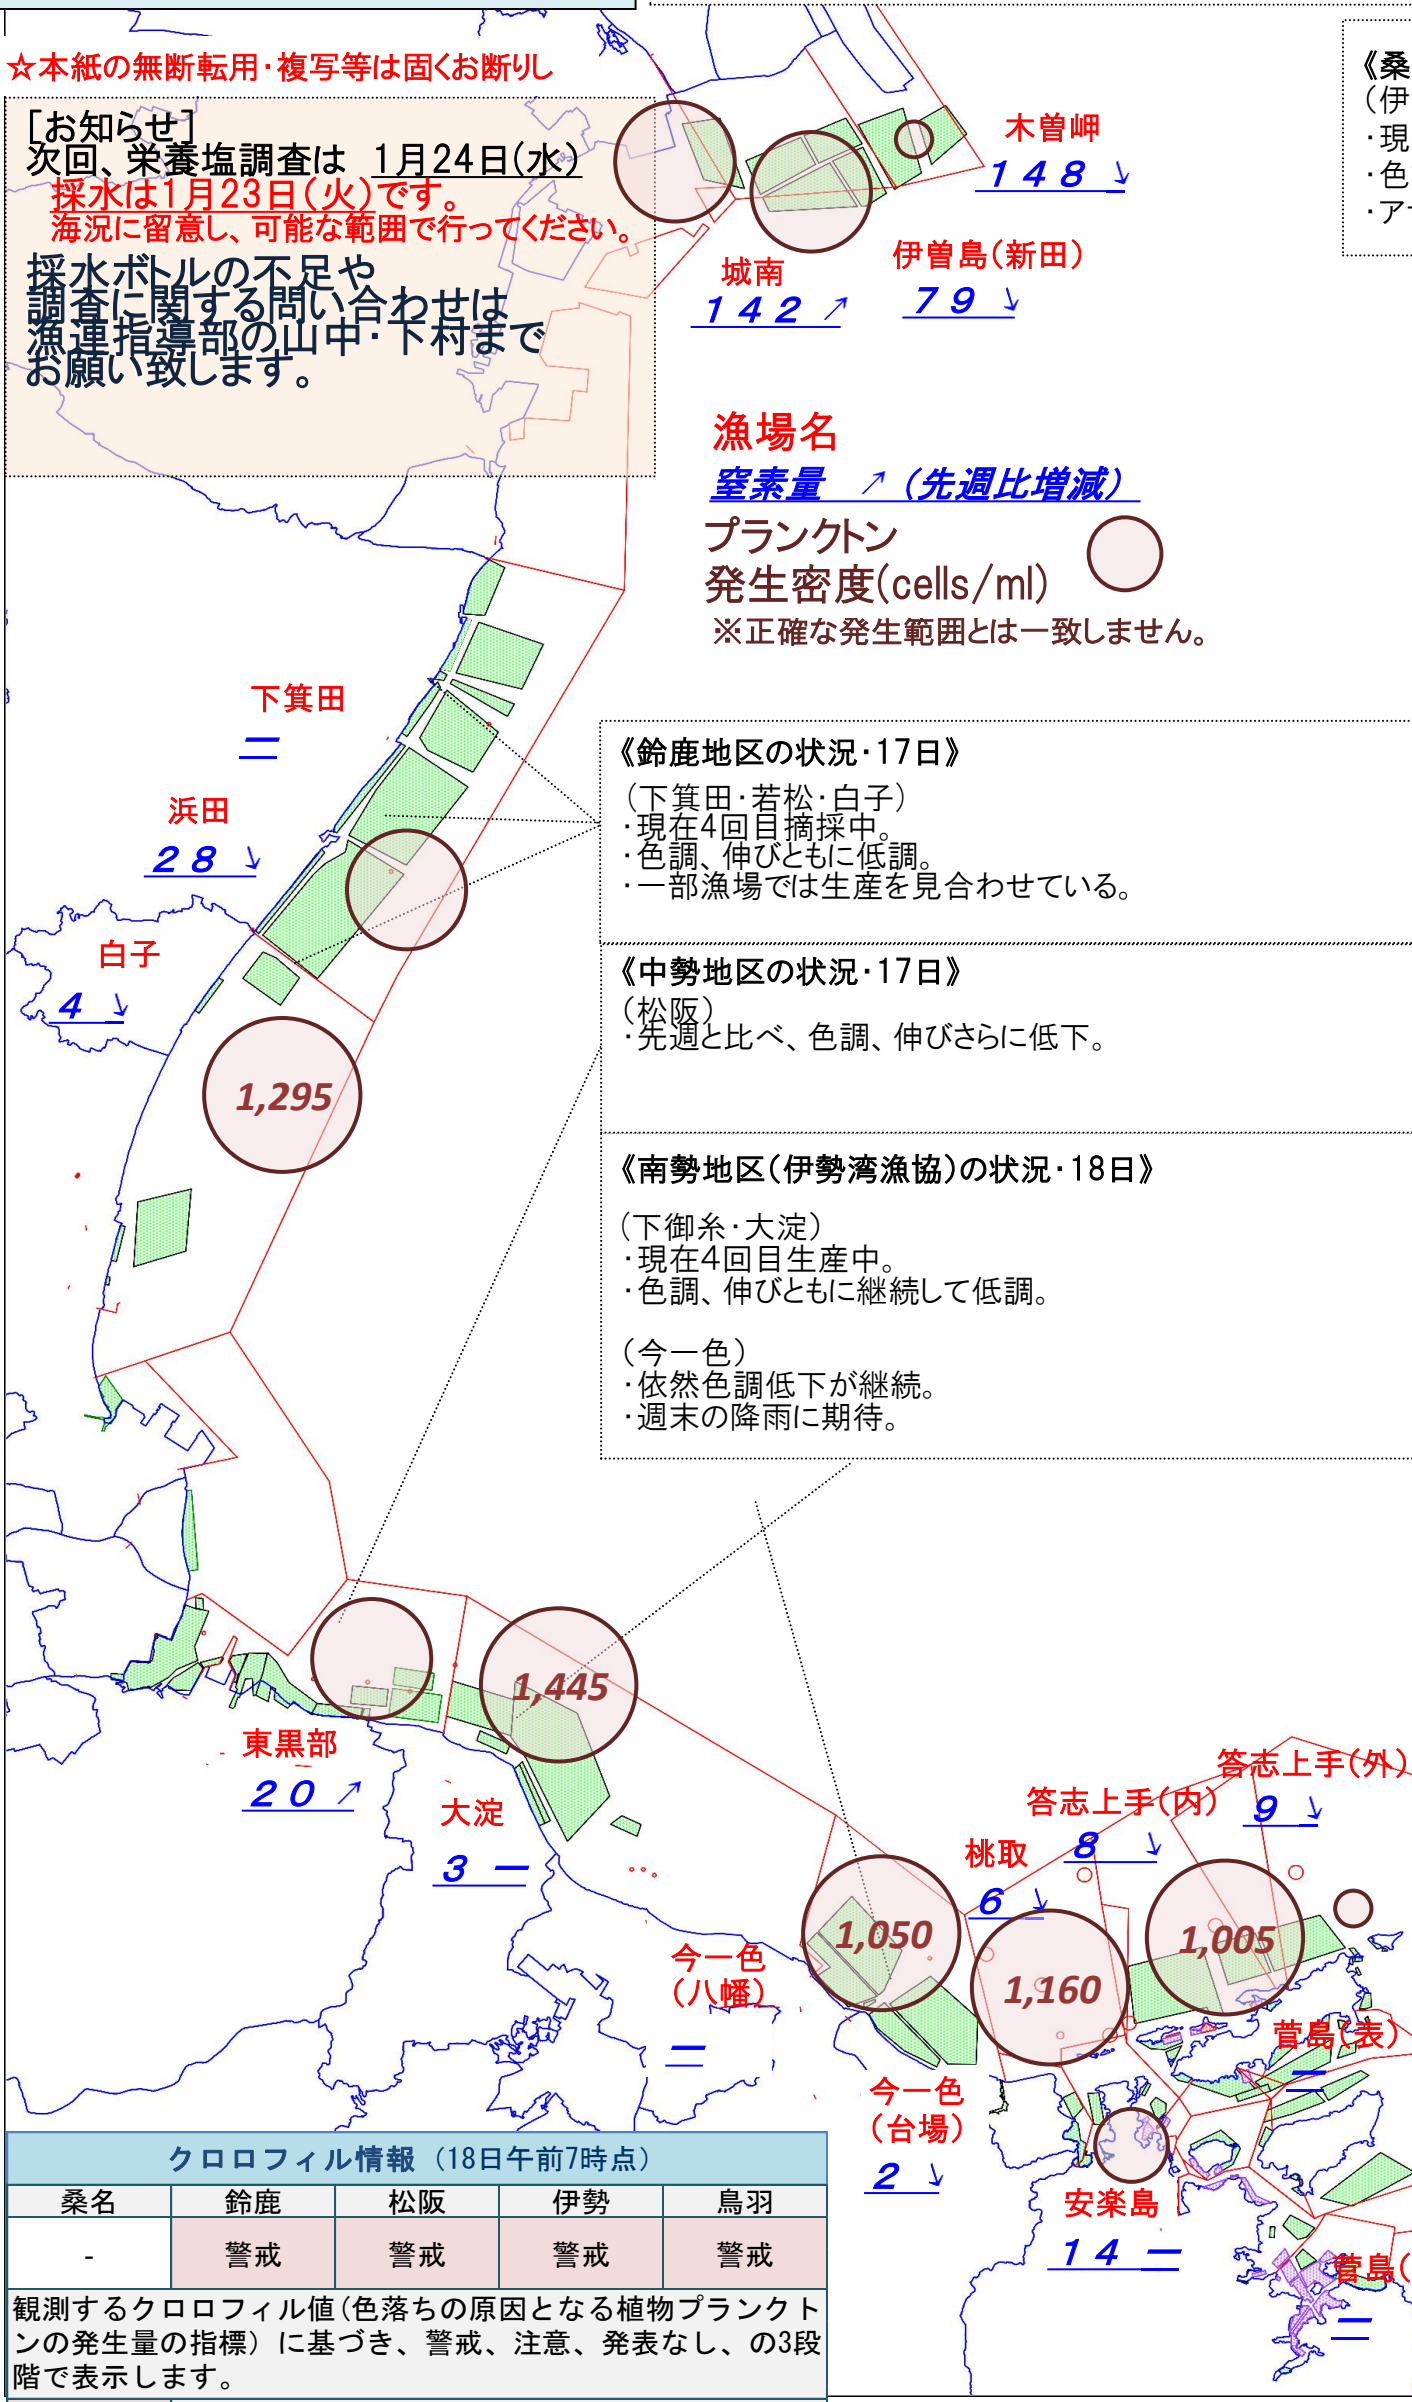 ☆本紙の無断転用・複写等は固くお断りし
[お知らせ]
次回、栄養塩調査は 1月24日(水)
採水は1月23日(火)です。
海況に留意し、可能な範囲で行ってください。
採水ボトルの不足や
調査に関する問い合わせは
漁連指導部の山中・下村まで
お願い致します。
《桑
(伊
・現
・色
・ア
木曽岬
148 ↘
伊曽島(新田)
79 ↘
城南
142 ↗
漁場名
窒素量 ↗ (先週比増減)
プランクトン
発生密度(cells/ml)
※正確な発生範囲とは一致しません。
下箕田
ー
浜田
28 ↘
白子
4 ↘
1,295
《鈴鹿地区の状況・17日》
(下箕田・若松・白子)
・現在4回目摘採中。
・色調、伸びともに低調。
・一部漁場では生産を見合わせている。
《中勢地区の状況・17日》
(松阪)
・先週と比べ、色調、伸びさらに低下。
《南勢地区(伊勢湾漁協)の状況・18日》
(下御糸・大淀)
・現在4回目生産中。
・色調、伸びともに継続して低調。
(今一色)
・依然色調低下が継続。
・週末の降雨に期待。
1,445
東黒部
20 ↗
大淀
3 ー
答志上手(外)
9 ↘
答志上手(内)
8 ↘
桃取
6 ↘
1,050
1,160
1,005
今一色
(八幡)
ー
今一色
(台場)
2 ↘
菅島(表)
ー
安楽島
14 ー
菅島(
ー
クロロフィル情報 (18日午前7時点)
桑名 鈴鹿 松阪 伊勢 鳥羽
- 警戒 警戒 警戒 警戒
観測するクロロフィル値(色落ちの原因となる植物プランクト
ンの発生量の指標) に基づき、警戒、注意、発表なし、の3段
階で表示します。